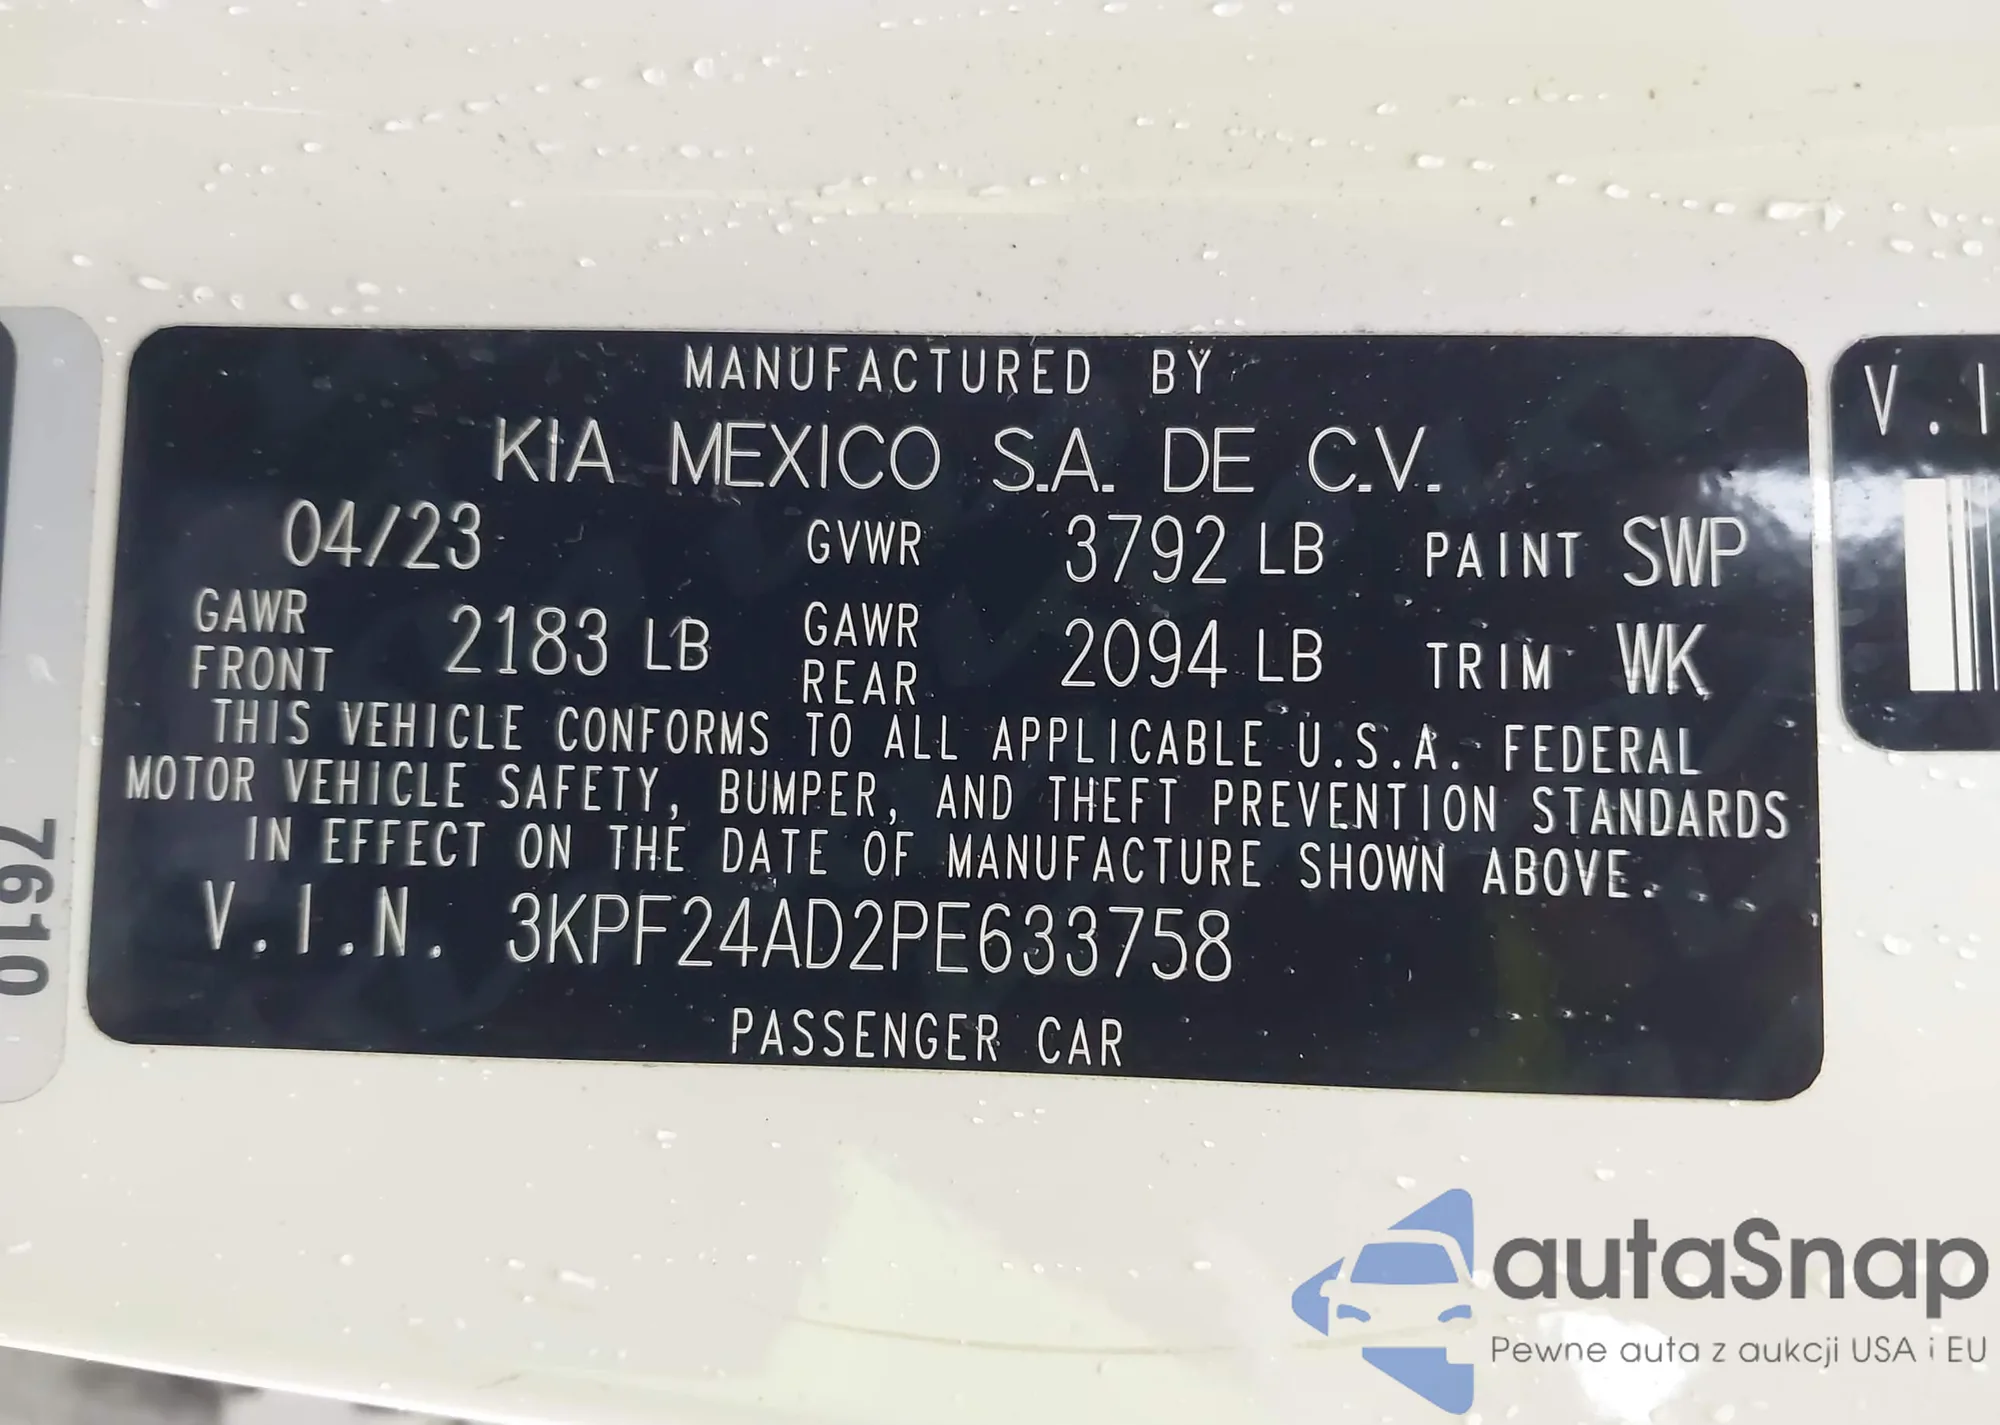 MANUFACTURED BY
KIA MEXICO S.A. DE C.V.
04/23 GVWR 3792 LB PAINT SWP
GAWR FRONT 2183 LB GAWR REAR 2094 LB TRIM WK
THIS VEHICLE CONFORMS TO ALL APPLICABLE U.S.A. FEDERAL
MOTOR VEHICLE SAFETY, BUMPER, AND THEFT PREVENTION STANDARDS
IN EFFECT ON THE DATE OF MANUFACTURE SHOWN ABOVE.
V.I.N. 3KPF24AD2PE633758
PASSENGER CAR
V.I
7610
autaSnap
Pewne auta z aukcji USA i EU